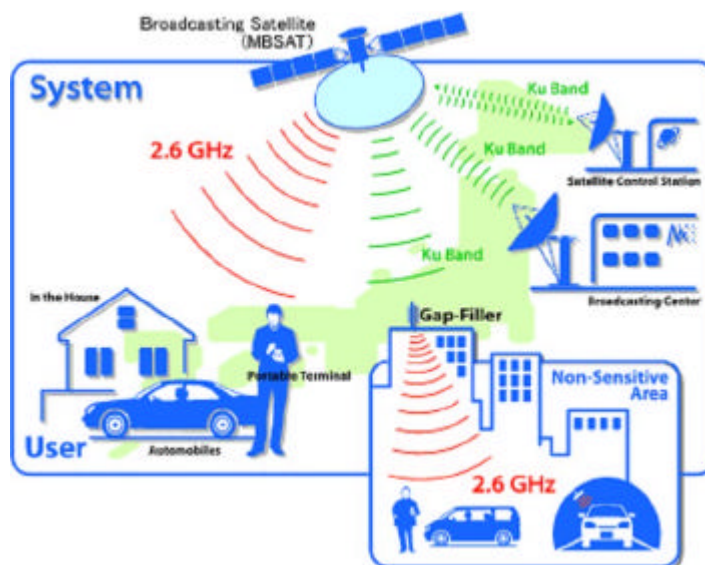 Broadcasting Satellite
(MBSAT)
System
Ku Band
2.6 GHz
Ku Band
Satellite Control Station
Ku Band
Broadcasting Center
In the House
Gap-Filler
Portable Terminal
Non-Sensitive
Area
User
Automobiles
2.6 GHz